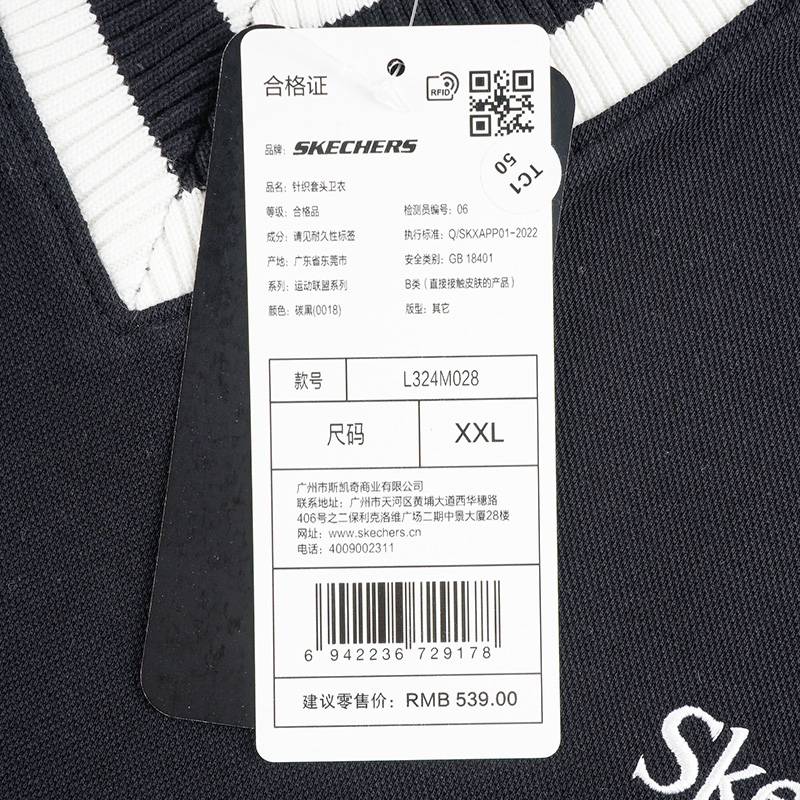 合格证
RFID
TC1
50
品牌: SKECHERS
品名: 针织套头卫衣
等级: 合格品 检测员编号: 06
成分: 请见耐久性标签 执行标准: Q/SKXAPP01-2022
产地: 广东省东莞市 安全类别: GB 18401
系列: 运动联盟系列 B类（直接接触皮肤的产品）
颜色: 碳黑(0018) 版型: 其它
款号 L324M028
尺码 XXL
广州市斯凯奇商业有限公司
联系地址: 广州市天河区黄埔大道西华穗路
406号之二保利克洛维广场二期中景大厦28楼
网址: www.skechers.cn
电话: 4009002311
6 942236 729178
建议零售价: RMB 539.00
Ske